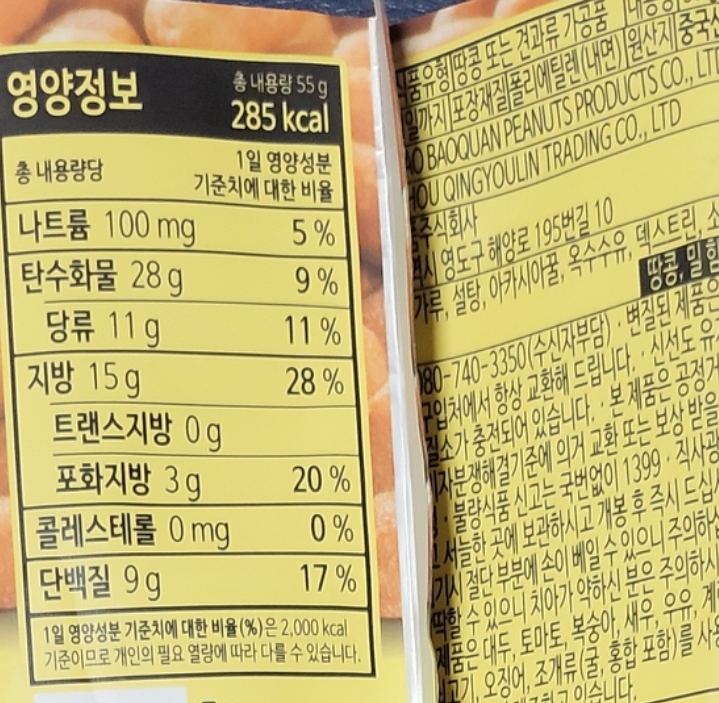 영양정보
총 내용량 55 g
285 kcal
총 내용량당
1일 영양성분
기준치에 대한 비율
나트륨 100 mg 5 %
탄수화물 28 g 9 %
당류 11 g 11 %
지방 15 g 28 %
트랜스지방 0 g
포화지방 3 g 20 %
콜레스테롤 0 mg 0 %
단백질 9 g 17 %
1일 영양성분 기준치에 대한 비율(%)은 2,000 kcal
기준이므로 개인의 필요 열량에 따라 다를 수 있습니다.
땅콩 또는 견과류 가공품
포장재질 폴리에틸렌(내면) 원산지 중국산
BAOQUAN PEANUTS PRODUCTS CO., LT
QINGYOULIN TRADING CO., LTD
주식회사
영도구 해양로 195번길 10
가루, 설탕, 아카시아꿀, 옥수수유, 덱스트린,
땅콩, 밀
80-740-3350(수신자부담) · 변질된 제품은
구입처에서 항상 교환해 드립니다. · 신선도
질소가 충전되어 있습니다. · 본 제품은
분쟁해결기준에 의거 교환 또는 보상 받을
· 불량식품 신고는 국번없이 1399 · 직사광
서늘한 곳에 보관하시고 개봉 후 즉시 드십시
절단 부분에 손이 베일 수 있으니 주의하
딱할 수 있으니 치아가 약하신 분은 주의하시
제품은 대두, 토마토, 복숭아, 새우, 우유,
고기, 오징어, 조개류(굴, 홍합 포함)를
있습니다.